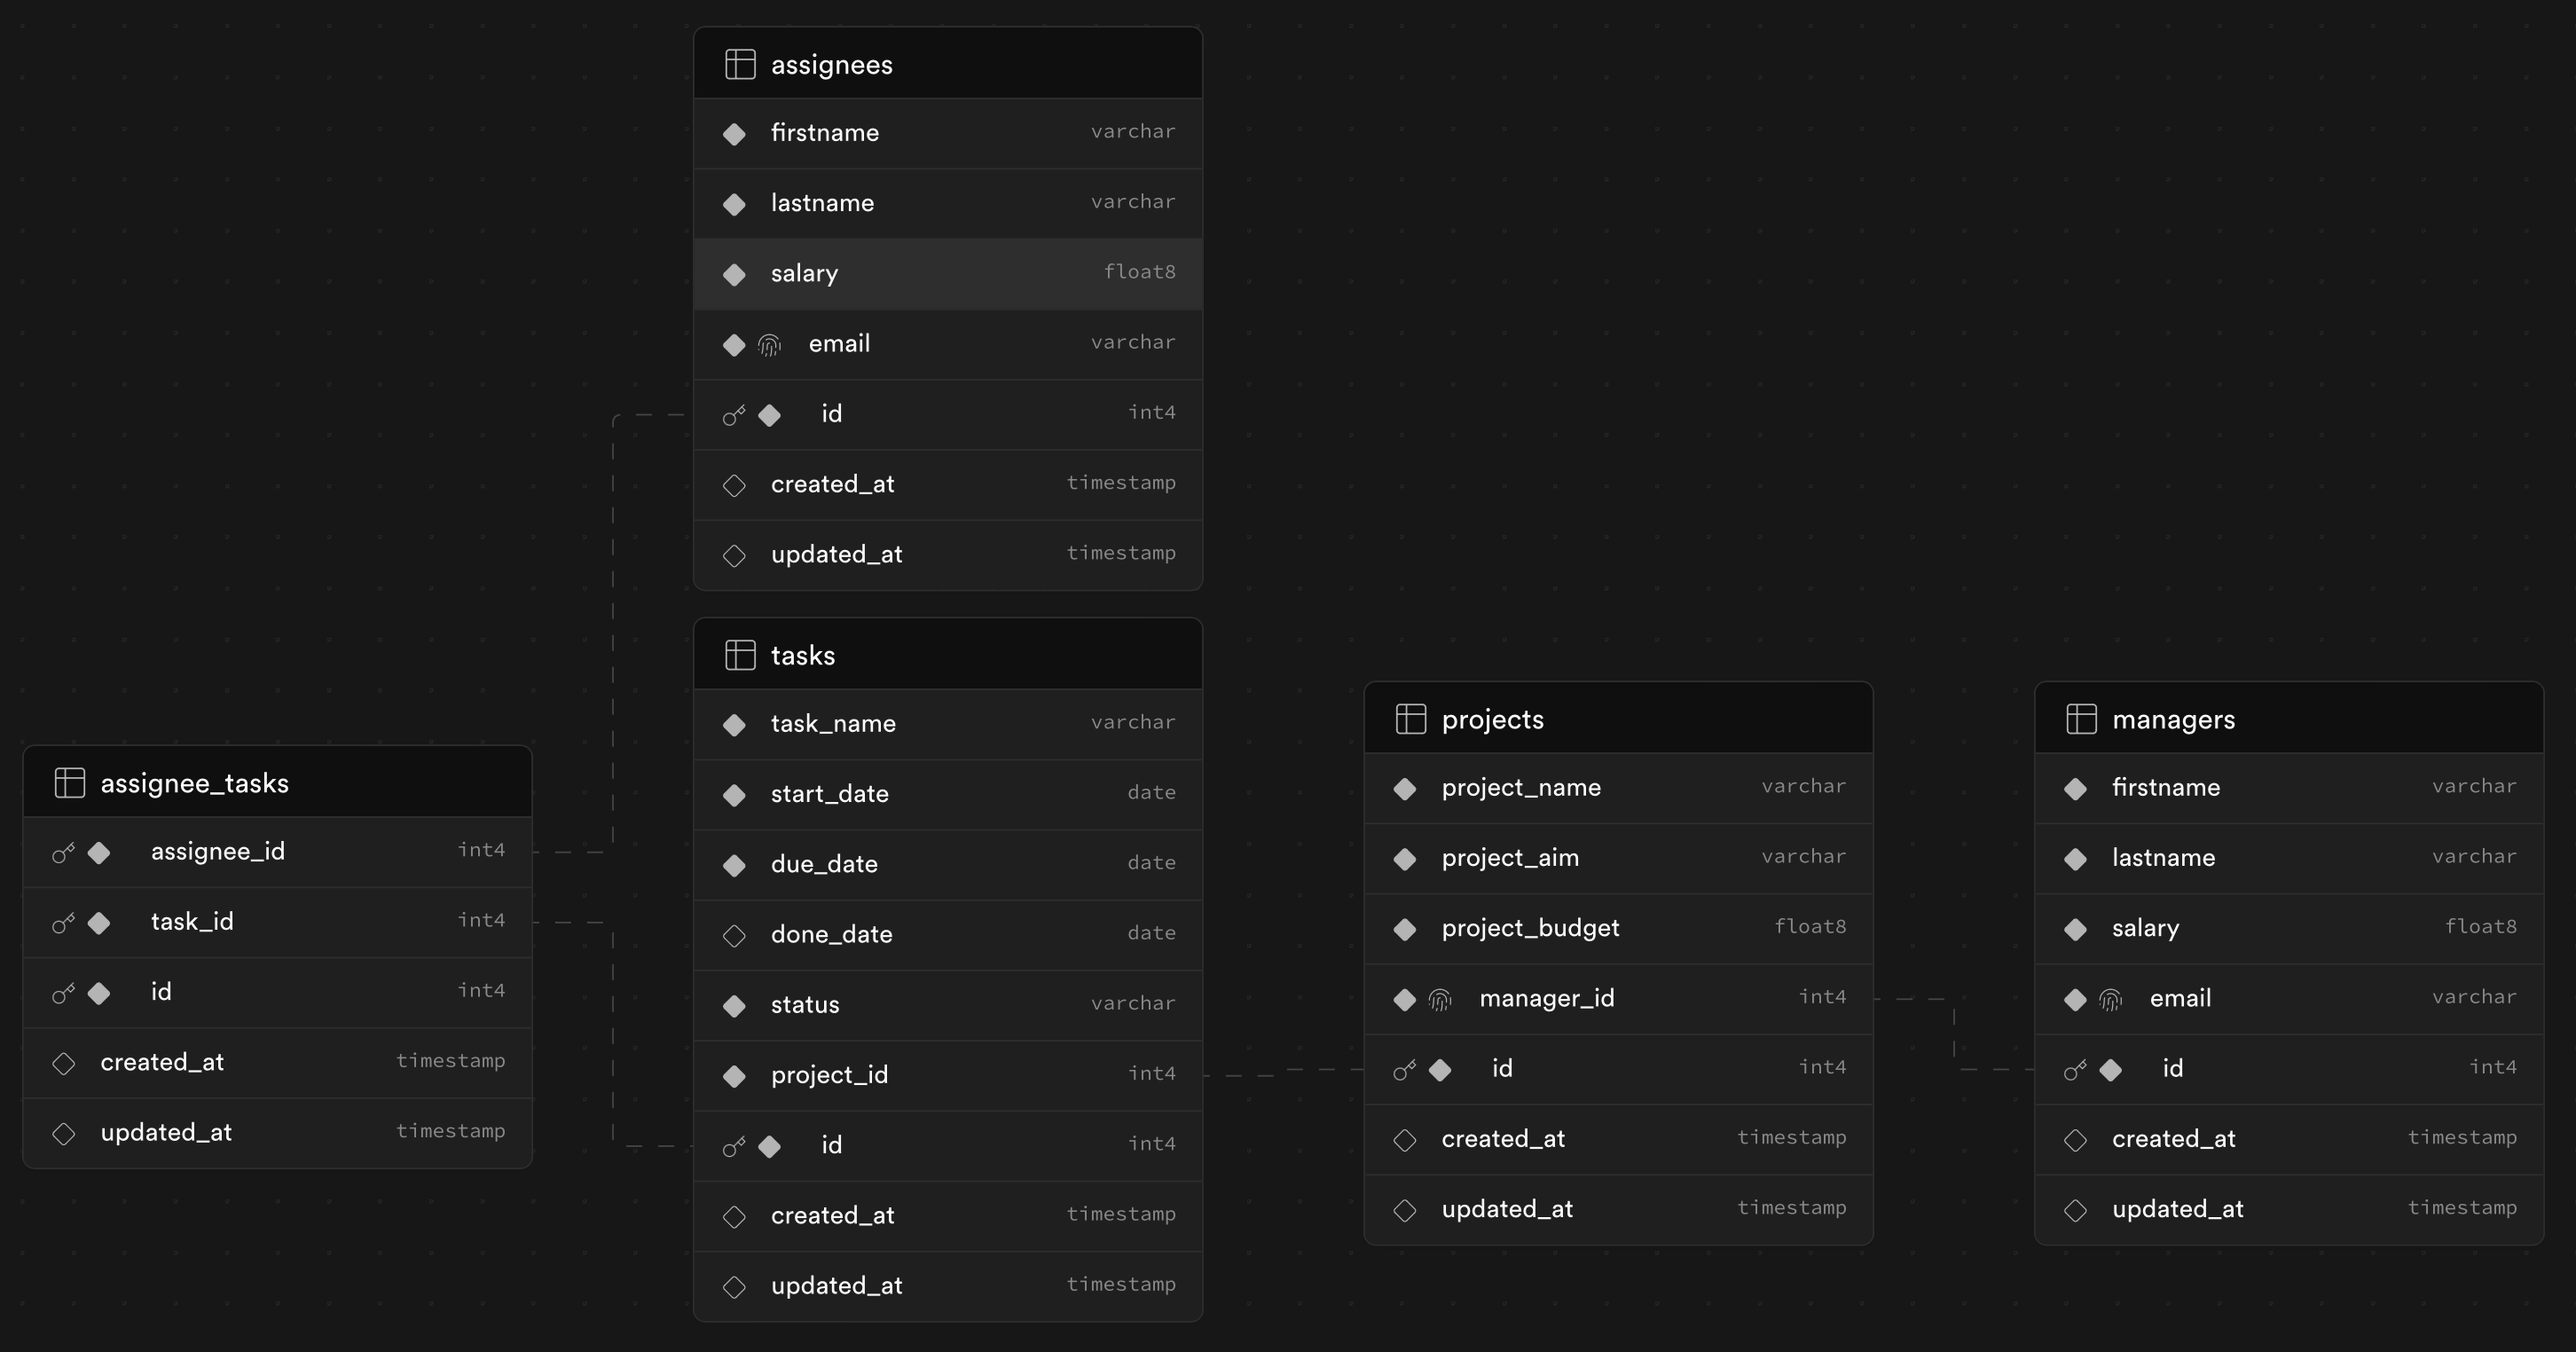 assignees
firstname varchar
lastname varchar
salary float8
email varchar
id int4
created_at timestamp
updated_at timestamp
tasks
task_name varchar
start_date date
due_date date
done_date date
status varchar
project_id int4
id int4
created_at timestamp
updated_at timestamp
assignee_tasks
assignee_id int4
task_id int4
id int4
created_at timestamp
updated_at timestamp
projects
project_name varchar
project_aim varchar
project_budget float8
manager_id int4
id int4
created_at timestamp
updated_at timestamp
managers
firstname varchar
lastname varchar
salary float8
email varchar
id int4
created_at timestamp
updated_at timestamp